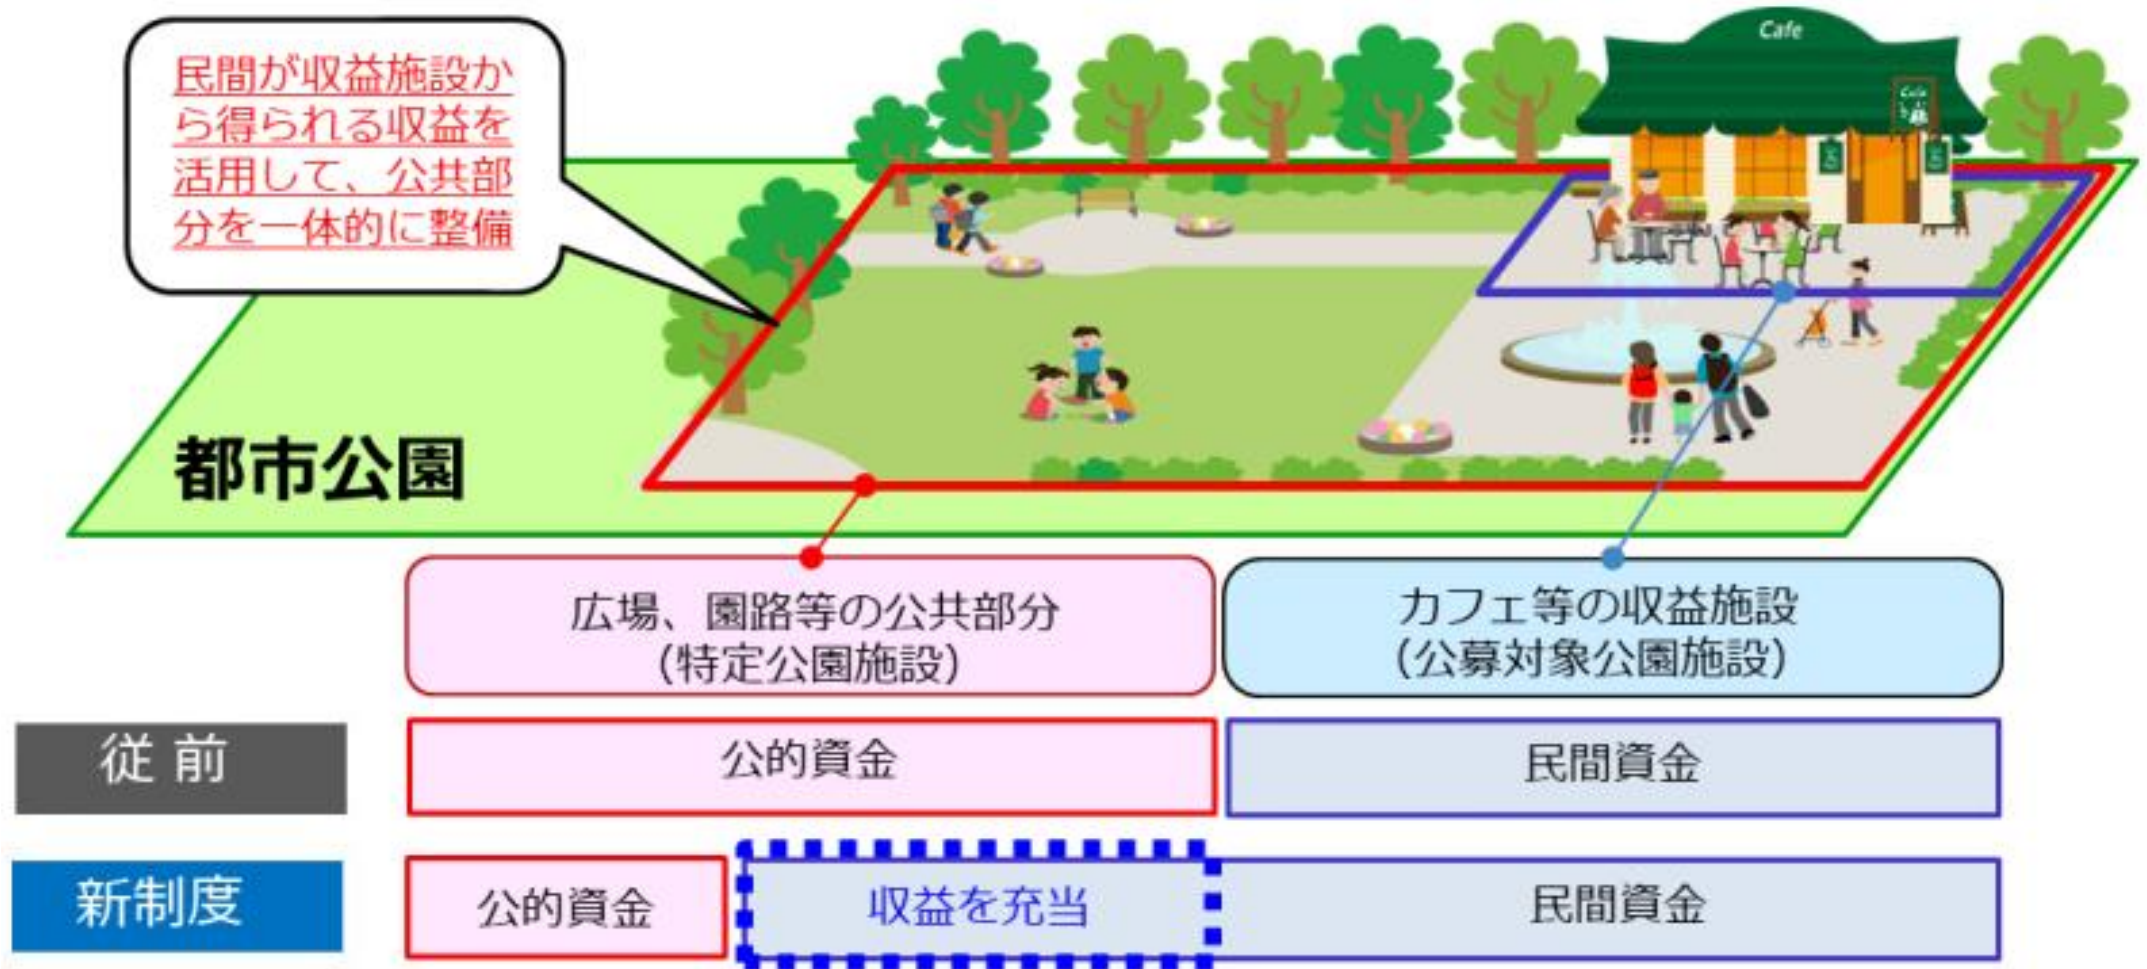 民間が収益施設か
ら得られる収益を
活用して、公共部
分を一体的に整備
Cafe
Cafe
都市公園
広場、園路等の公共部分
(特定公園施設)
カフェ等の収益施設
(公募対象公園施設)
従 前
公的資金
民間資金
新制度
公的資金
収益を充当
民間資金